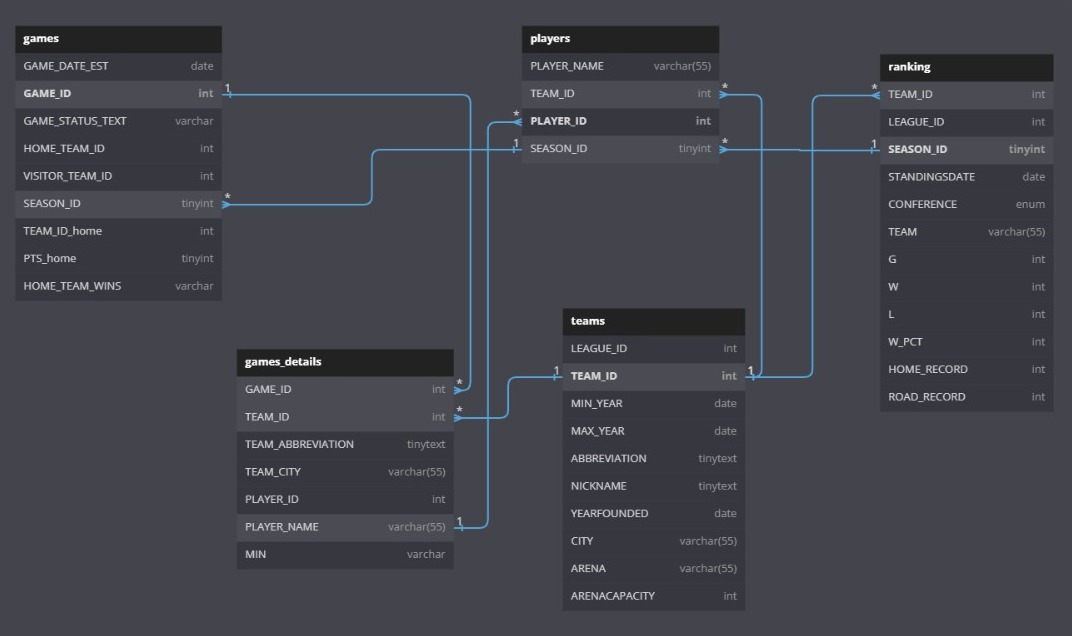 games
GAME_DATE_EST date
GAME_ID int
GAME_STATUS_TEXT varchar
HOME_TEAM_ID int
VISITOR_TEAM_ID int
SEASON_ID tinyint
TEAM_ID_home int
PTS_home tinyint
HOME_TEAM_WINS varchar
1
*
players
PLAYER_NAME varchar(55)
TEAM_ID int
PLAYER_ID int
SEASON_ID tinyint
*
1
*
*
ranking
TEAM_ID int
LEAGUE_ID int
SEASON_ID tinyint
STANDINGSDATE date
CONFERENCE enum
TEAM varchar(55)
G int
W int
L int
W_PCT int
HOME_RECORD int
ROAD_RECORD int
*
1
games_details
GAME_ID int
TEAM_ID int
TEAM_ABBREVIATION tinytext
TEAM_CITY varchar(55)
PLAYER_ID int
PLAYER_NAME varchar(55)
MIN varchar
*
*
1
teams
LEAGUE_ID int
TEAM_ID int
MIN_YEAR date
MAX_YEAR date
ABBREVIATION tinytext
NICKNAME tinytext
YEARFOUNDED date
CITY varchar(55)
ARENA varchar(55)
ARENACAPACITY int
1
1